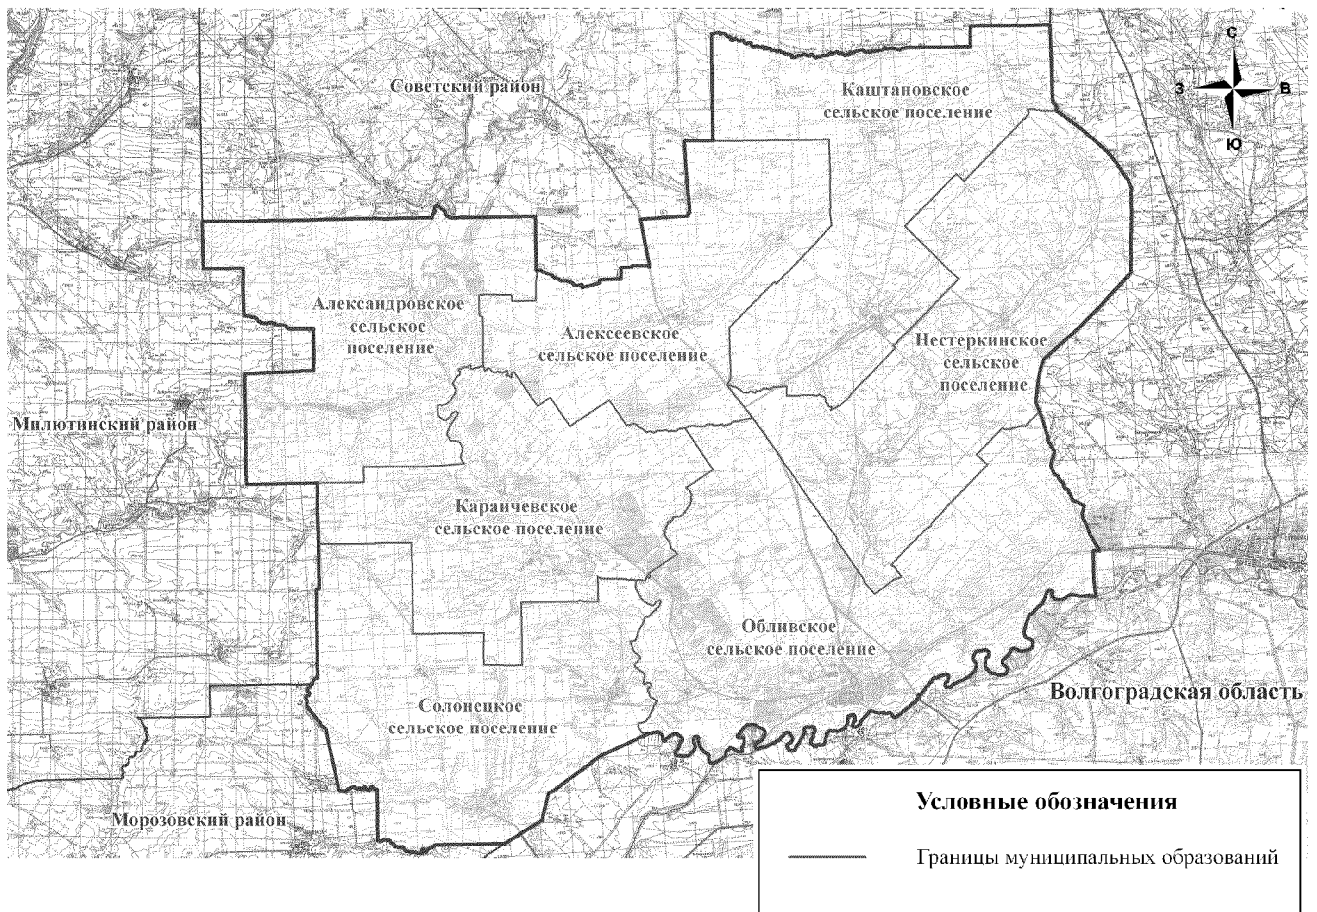 С
Советский район
Каштановское
сельское поселение
З
В
Ю
Александровское
сельское
поселение
Алексеевское
сельское поселение
Нестеркинское
сельское
поселение
Милютинский район
Караичевское
сельское поселение
Обливское
сельское поселение
Волгоградская область
Солонецкое
сельское поселение
Морозовский район
Условные обозначения
Границы муниципальных образований